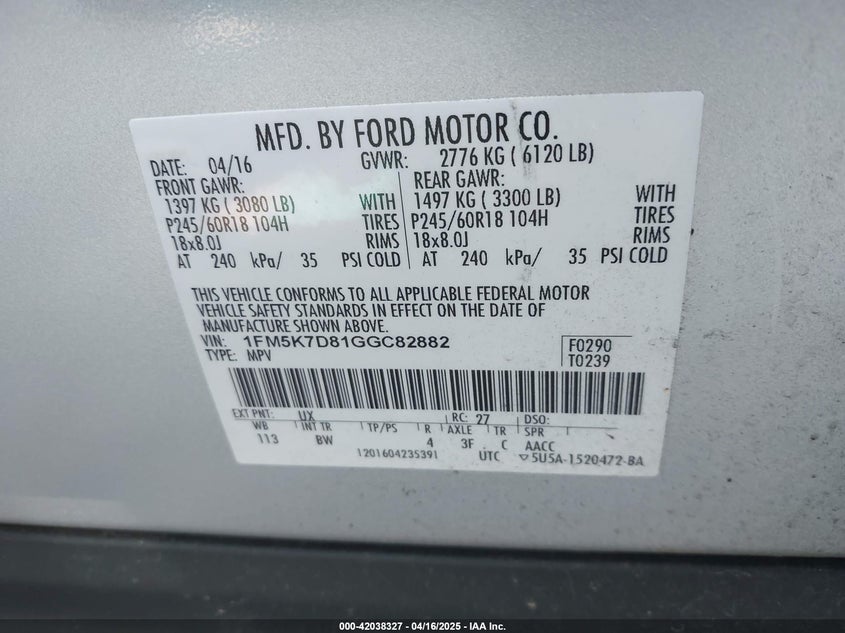 MFD. BY FORD MOTOR CO.
DATE: 04/16 GVWR: 2776 KG ( 6120 LB)
FRONT GAWR: REAR GAWR:
1397 KG ( 3080 LB) WITH 1497 KG ( 3300 LB) WITH
P245/60R18 104H TIRES P245/60R18 104H TIRES
18x8.0J RIMS 18x8.0J RIMS
AT 240 kPa/ 35 PSI COLD AT 240 kPa/ 35 PSI COLD
THIS VEHICLE CONFORMS TO ALL APPLICABLE FEDERAL MOTOR
VEHICLE SAFETY STANDARDS IN EFFECT ON THE DATE OF
MANUFACTURE SHOWN ABOVE.
VIN: 1FM5K7D81GGC82882 F0290
TYPE: MPV T0239
EXT PNT: UX RC: 27 DSO:
WB INT TR TP/PS R AXLE TR SPR
113 BW 4 3F C AACC
1201604235391 UTC ▽5U5A-1520472-BA
000-42038327 - 04/16/2025 - IAA Inc.